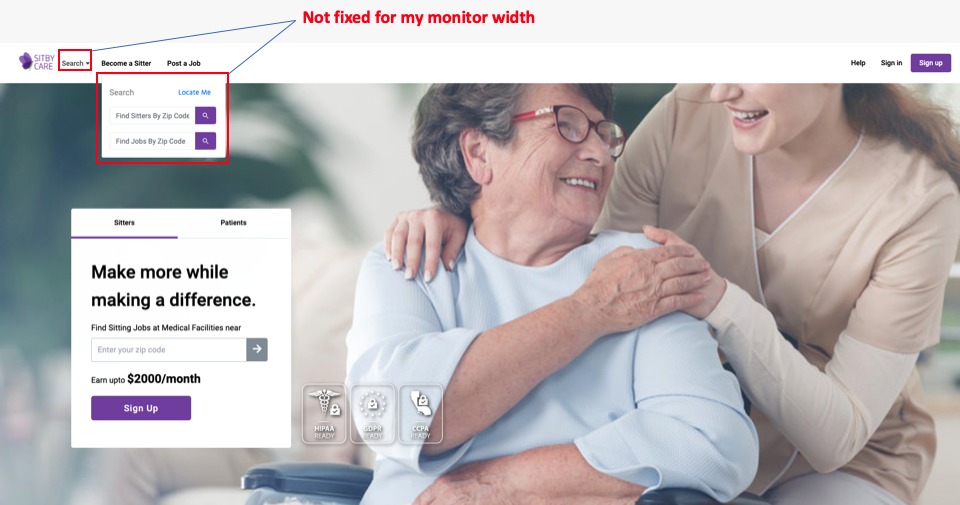 Not fixed for my monitor width
SITBY
CARE
Search
Become a Sitter
Post a Job
Help
Sign in
Sign up
Search
Locate Me
Find Sitters By Zip Code
Find Jobs By Zip Code
Sitters
Patients
Make more while
making a difference.
Find Sitting Jobs at Medical Facilities near
Enter your zip code
Earn upto $2000/month
Sign Up
HIPAA
READY
GDPR
READY
CCPA
READY